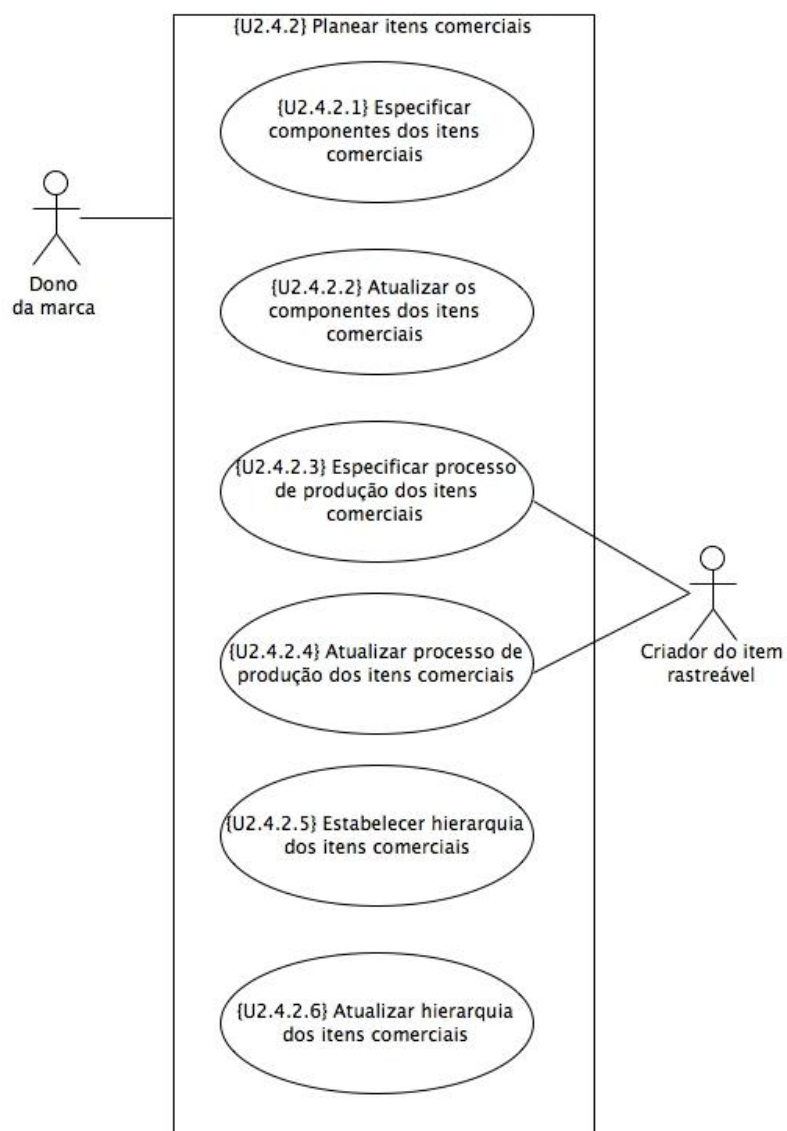 {U2.4.2} Planear itens comerciais
{U2.4.2.1} Especificar
componentes dos itens
comerciais
Dono
da marca
{U2.4.2.2} Atualizar os
componentes dos itens
comerciais
{U2.4.2.3} Especificar processo
de produção dos itens
comerciais
{U2.4.2.4} Atualizar processo de
produção dos itens comerciais
Criador do item
rastreável
{U2.4.2.5} Estabelecer hierarquia
dos itens comerciais
{U2.4.2.6} Atualizar hierarquia
dos itens comerciais